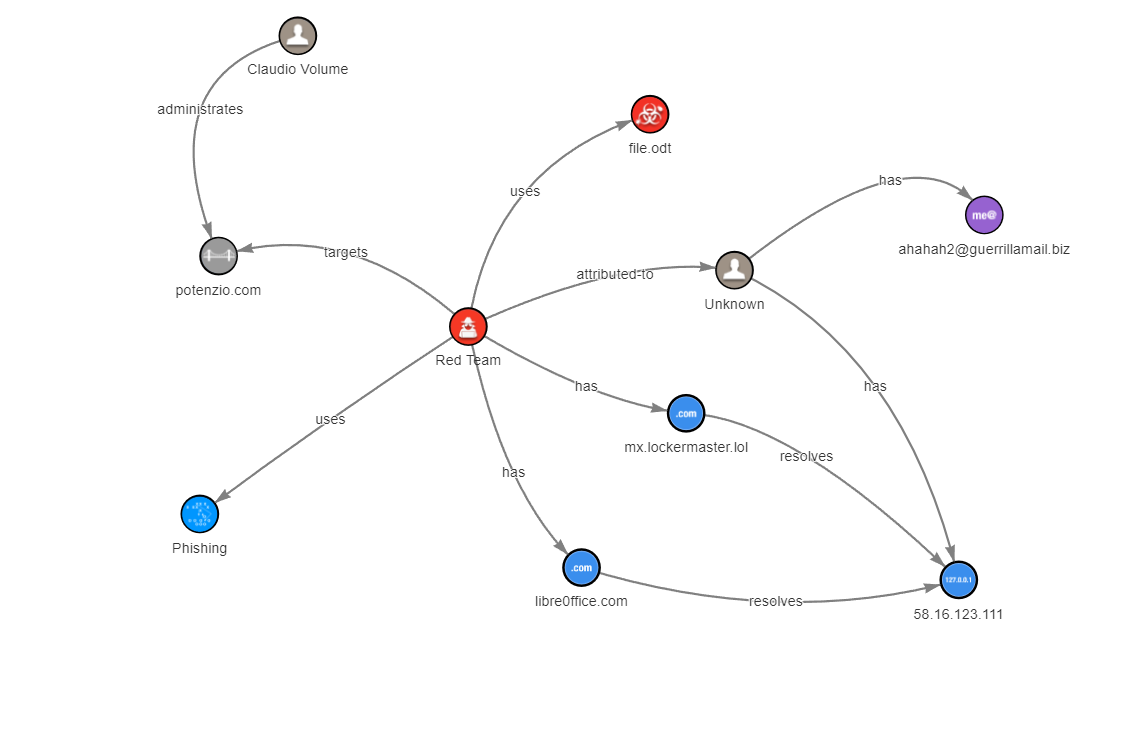 Claudio Volume
administrates
file.odt
has
uses
me@
ahahah2@guerrillamail.biz
targets
attributed-to
potenzio.com
Unknown
Red Team
has
has
.com
uses
mx.lockermaster.lol
resolves
has
Phishing
.com
127.0.0.1
libre0ffice.com
resolves
58.16.123.111